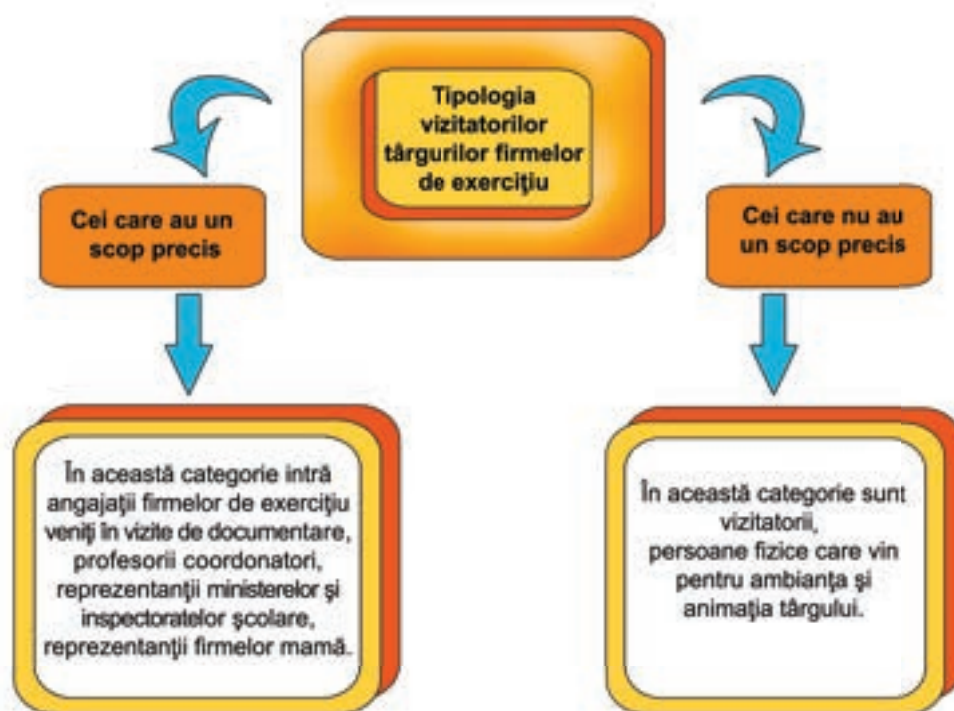 Tipologia
vizitatorilor
târgurilor firmelor
de exerciţiu
Cei care au un
scop precis
Cei care nu au
un scop precis
În această categorie intră
angajaţii firmelor de exerciţiu
veniţi în vizite de documentare,
profesorii coordonatori,
reprezentanţii ministerelor şi
inspectoratelor şcolare,
reprezentanţii firmelor mamă.
În această categorie sunt
vizitatorii,
persoane fizice care vin
pentru ambianţa şi
animaţia târgului.